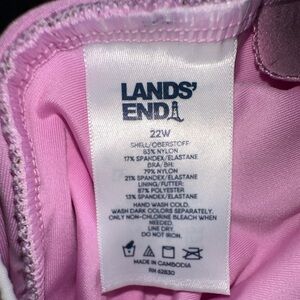 LANDS'
END
22W
SHELL/OBERSTOFF:
83% NYLON
17% SPANDEX/ELASTANE
BRA/BH:
79% NYLON
21% SPANDEX/ELASTANE
LINING/FUTTER:
87% POLYESTER
13% SPANDEX/ELASTANE
HAND WASH COLD.
WASH DARK COLORS SEPARATELY.
ONLY NON-CHLORINE BLEACH WHEN
NEEDED.
LINE DRY.
DO NOT IRON.
MADE IN CAMBODIA
RN 62830